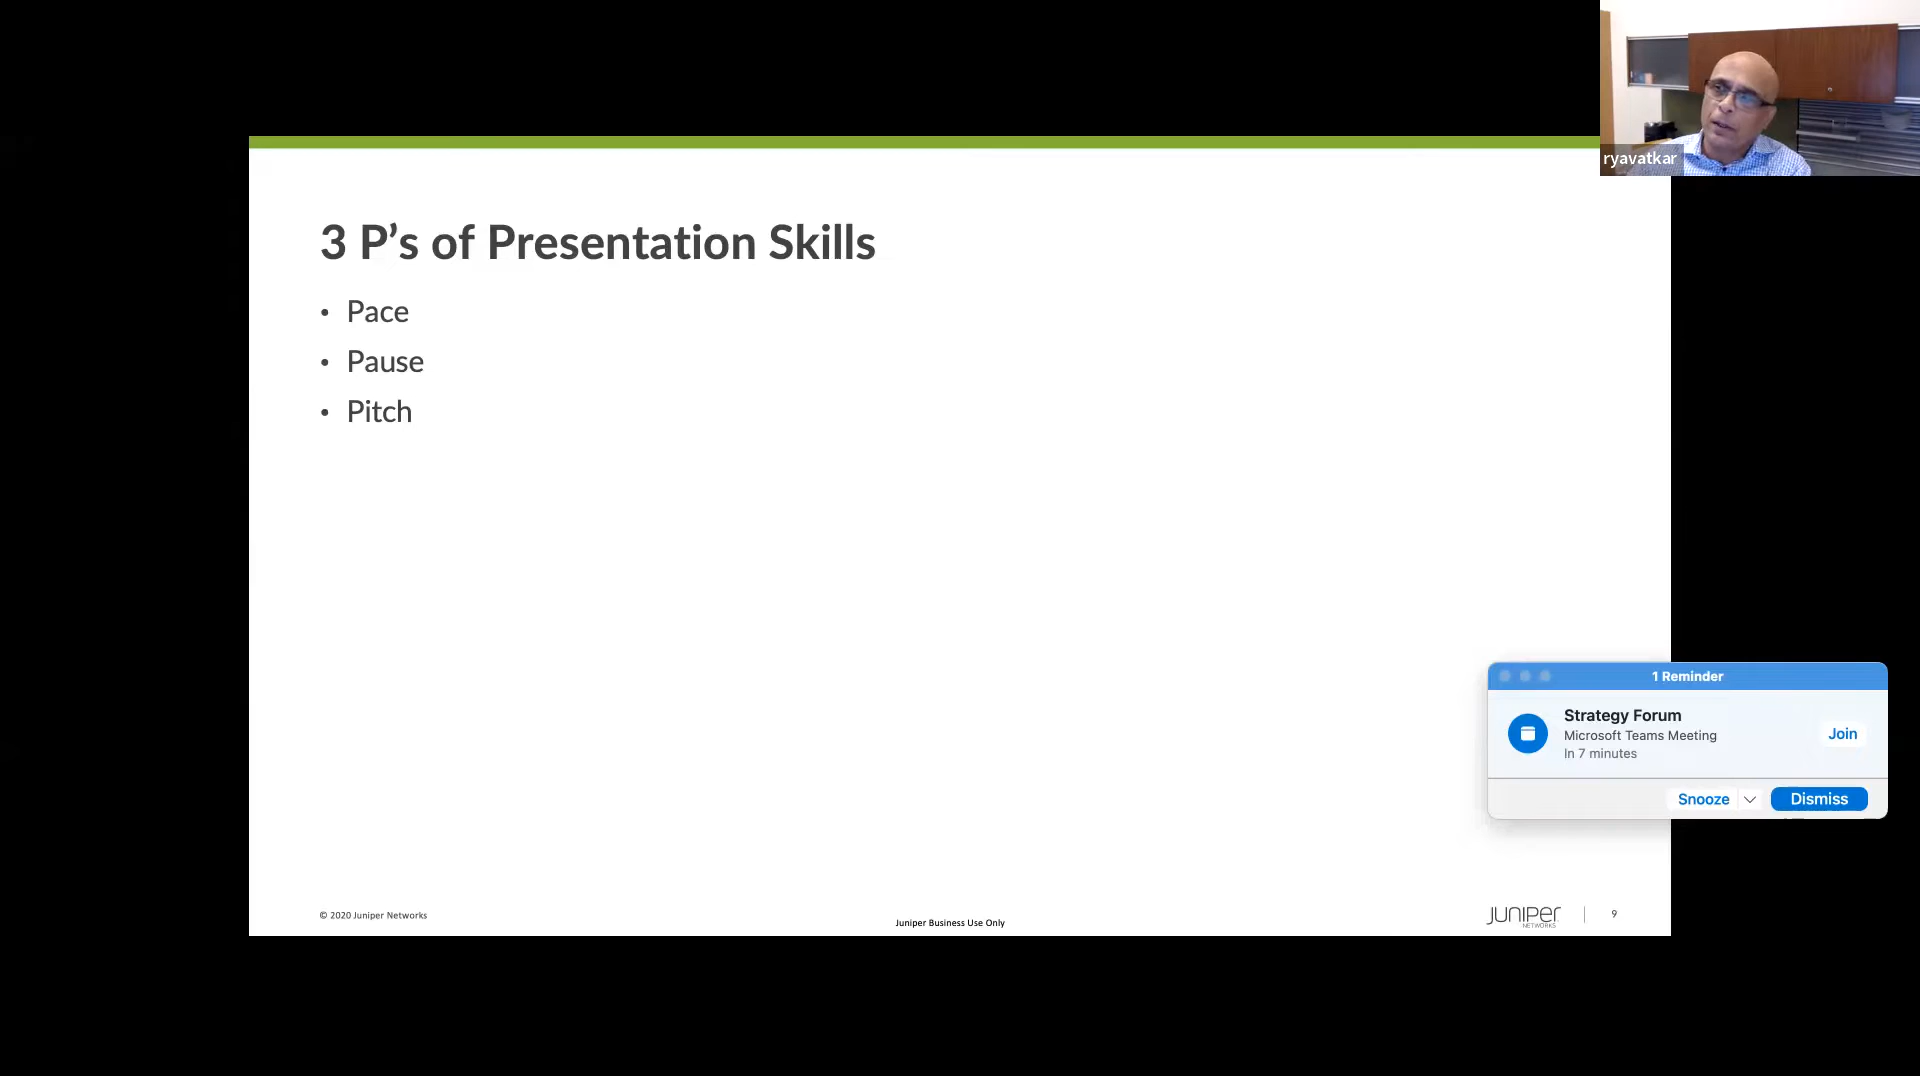 ryavatkar
3 P’s of Presentation Skills
• Pace
• Pause
• Pitch
1 Reminder
Strategy Forum
Microsoft Teams Meeting
In 7 minutes
Join
Snooze
Dismiss
© 2020 Juniper Networks
Juniper Business Use Only
JUNIPER
NETWORKS
9